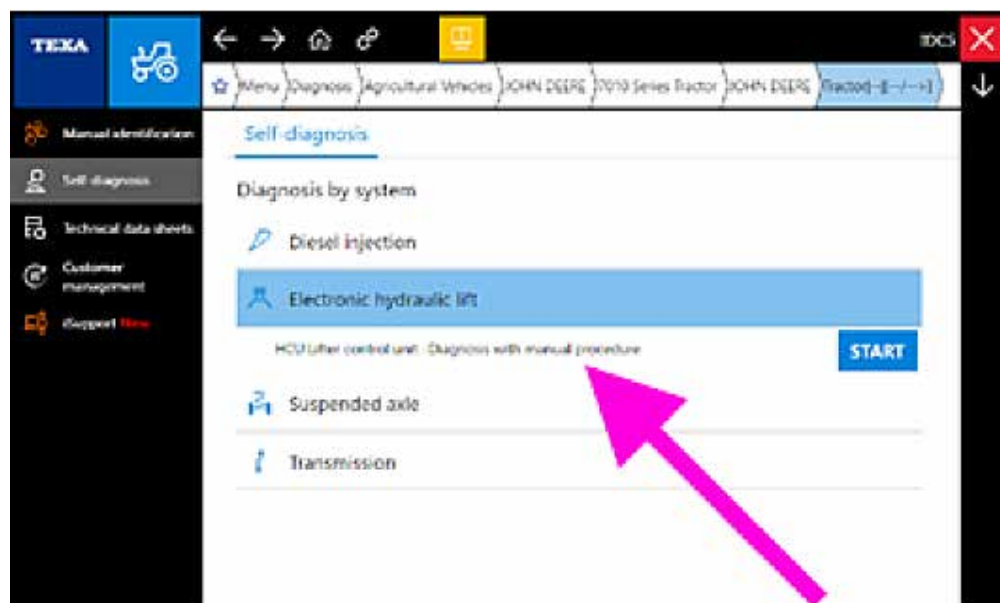 TEXA
IDC5
Menu
Diagnosis
Agricultural Vehicles
JOHN DEERE
7010 Series Tractor
JOHN DEERE
Manual identification
Self-diagnosis
Technical data sheets
Customer
management
iSupport New
Self-diagnosis
Diagnosis by system
Diesel injection
Electronic hydraulic lift
HCU Lifter control unit - Diagnosis with manual procedure
START
Suspended axle
Transmission